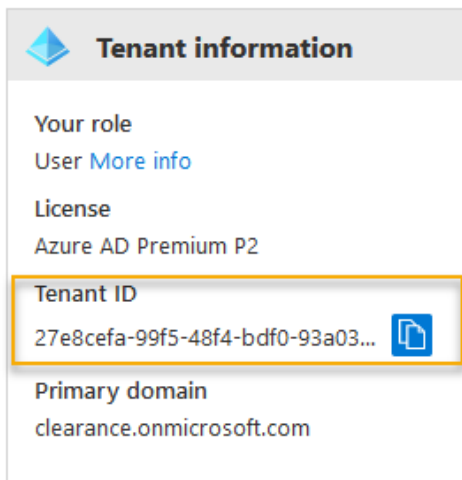 Tenant information
Your role
User More info
License
Azure AD Premium P2
Tenant ID
27e8cefa-99f5-48f4-bdf0-93a03...
Primary domain
clearance.onmicrosoft.com